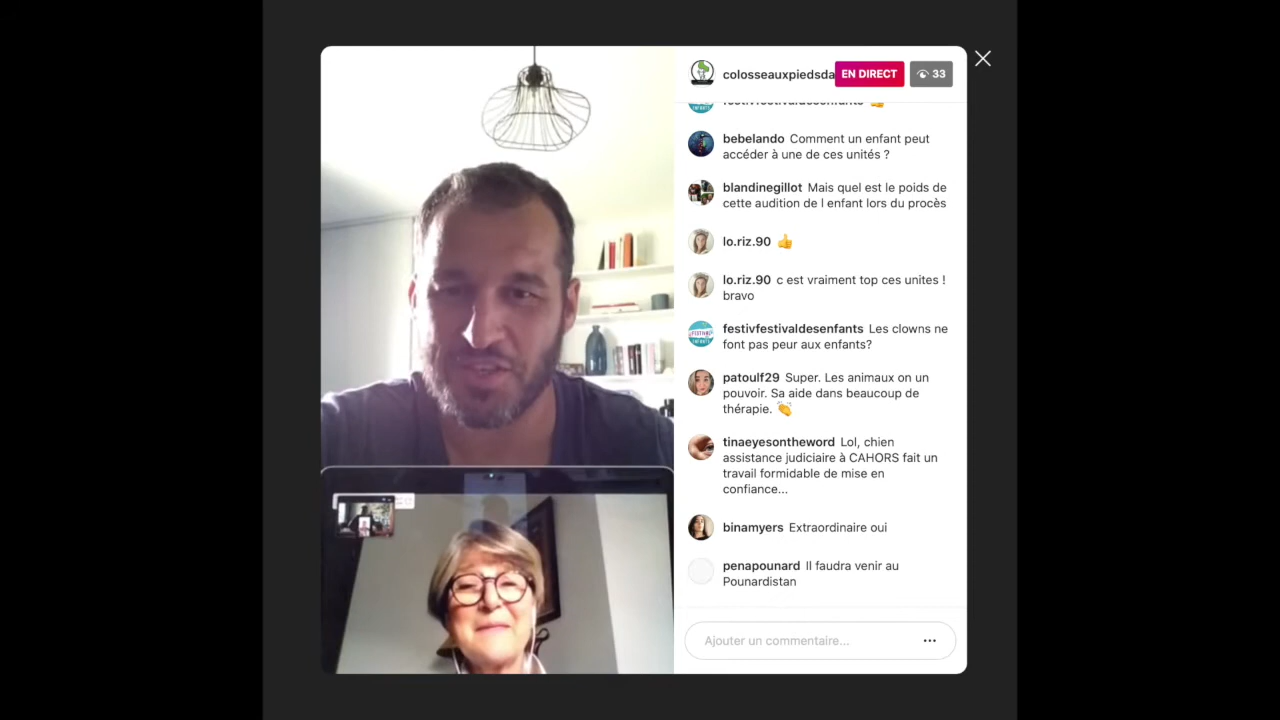 colosseauxpiedsda
EN DIRECT
33
festivfestivaldesenfants 👍
bebelando Comment un enfant peut
accéder à une de ces unités ?
blandinegillot Mais quel est le poids de
cette audition de l enfant lors du procès
lo.riz.90 👍
lo.riz.90 c est vraiment top ces unites !
bravo
festivfestivaldesenfants Les clowns ne
font pas peur aux enfants?
patoulf29 Super. Les animaux on un
pouvoir. Sa aide dans beaucoup de
thérapie. 👏
tinaeyesontheword Lol, chien
assistance judiciaire à CAHORS fait un
travail formidable de mise en
confiance...
binamyers Extraordinaire oui
penapounard Il faudra venir au
Pounardistan
Ajouter un commentaire...